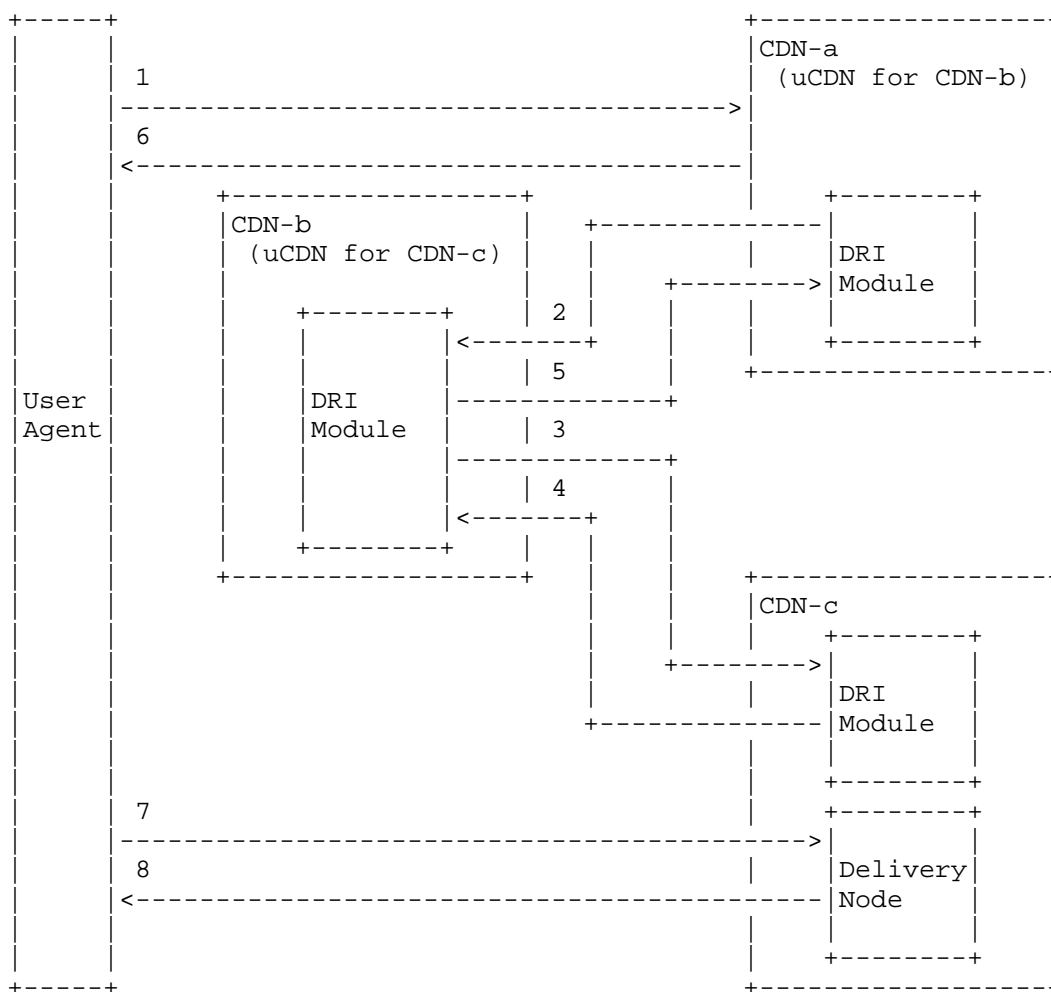 CDN-a
1
(uCDN for CDN-b)
6
CDN-b
(uCDN for CDN-c)
DRI
Module
2
5
User
Agent
DRI
Module
3
4
CDN-c
DRI
Module
7
8
Delivery
Node